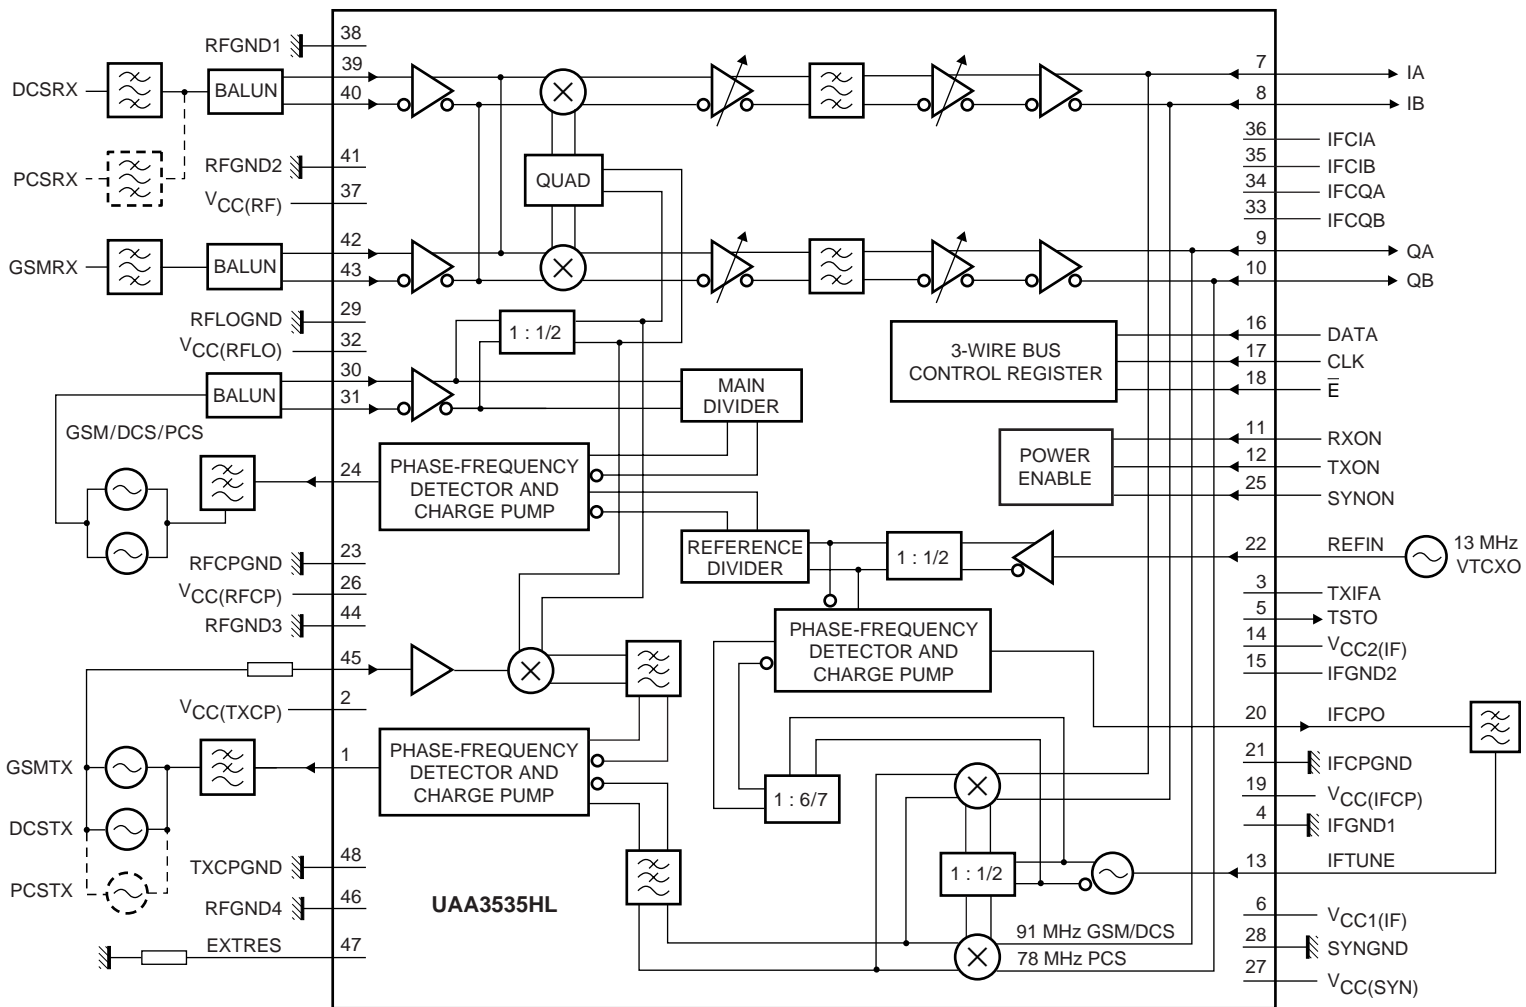 RFGND1
38
39
7
IA
DCSRX
BALUN
40
8
IB
36
IFCIA
35
IFCIB
PCSRX
RFGND2
41
QUAD
34
IFCQA
VCC(RF)
37
33
IFCQB
42
9
QA
GSMRX
BALUN
43
10
QB
RFLOGND
29
1 : 1/2
16
DATA
VCC(RFLO)
32
3-WIRE BUS
CONTROL REGISTER
17
CLK
30
18
E
BALUN
31
MAIN
DIVIDER
GSM/DCS/PCS
11
RXON
24
PHASE-FREQUENCY
DETECTOR AND
CHARGE PUMP
POWER
ENABLE
12
TXON
25
SYNON
RFCPGND
23
REFERENCE
DIVIDER
1 : 1/2
22
REFIN
13 MHz
VTCXO
VCC(RFCP)
26
3
TXIFA
RFGND3
44
5
TSTO
PHASE-FREQUENCY
DETECTOR AND
CHARGE PUMP
14
VCC2(IF)
45
15
IFGND2
VCC(TXCP)
2
20
IFCPO
GSMTX
1
PHASE-FREQUENCY
DETECTOR AND
CHARGE PUMP
1 : 6/7
21
IFCPGND
19
VCC(IFCP)
DCSTX
4
IFGND1
TXCPGND
48
1 : 1/2
13
IFTUNE
PCSTX
RFGND4
46
UAA3535HL
6
VCC1(IF)
91 MHz GSM/DCS
28
SYNGND
EXTRES
47
78 MHz PCS
27
VCC(SYN)